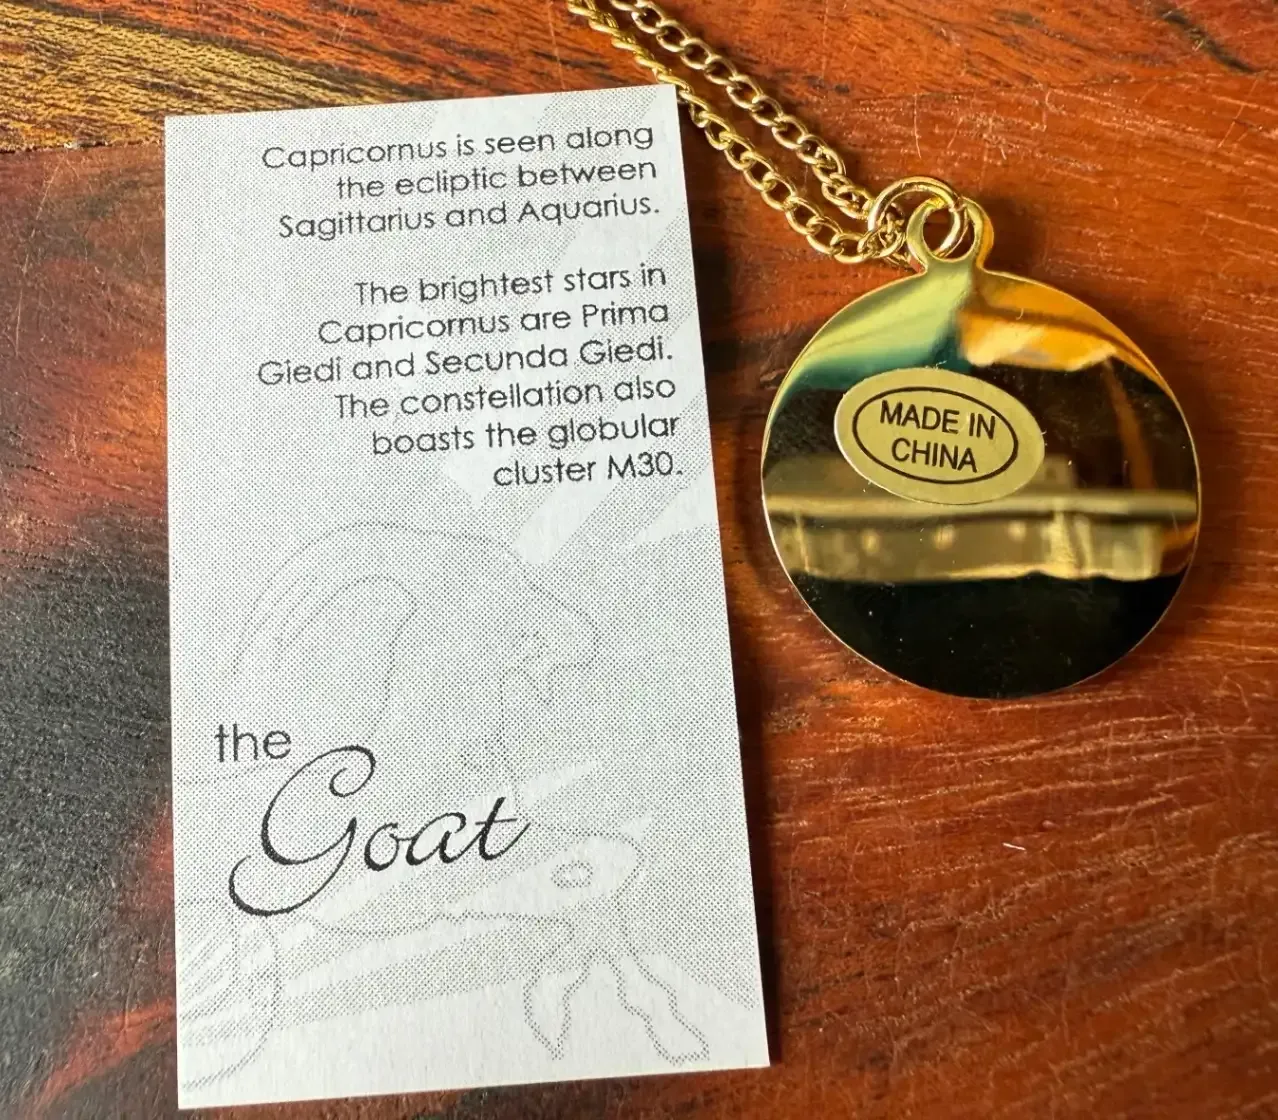 Capricornus is seen along
the ecliptic between
Sagittarius and Aquarius.
The brightest stars in
Capricornus are Prima
Giedi and Secunda Giedi.
The constellation also
boasts the globular
cluster M30.
the
Goat
MADE IN
CHINA